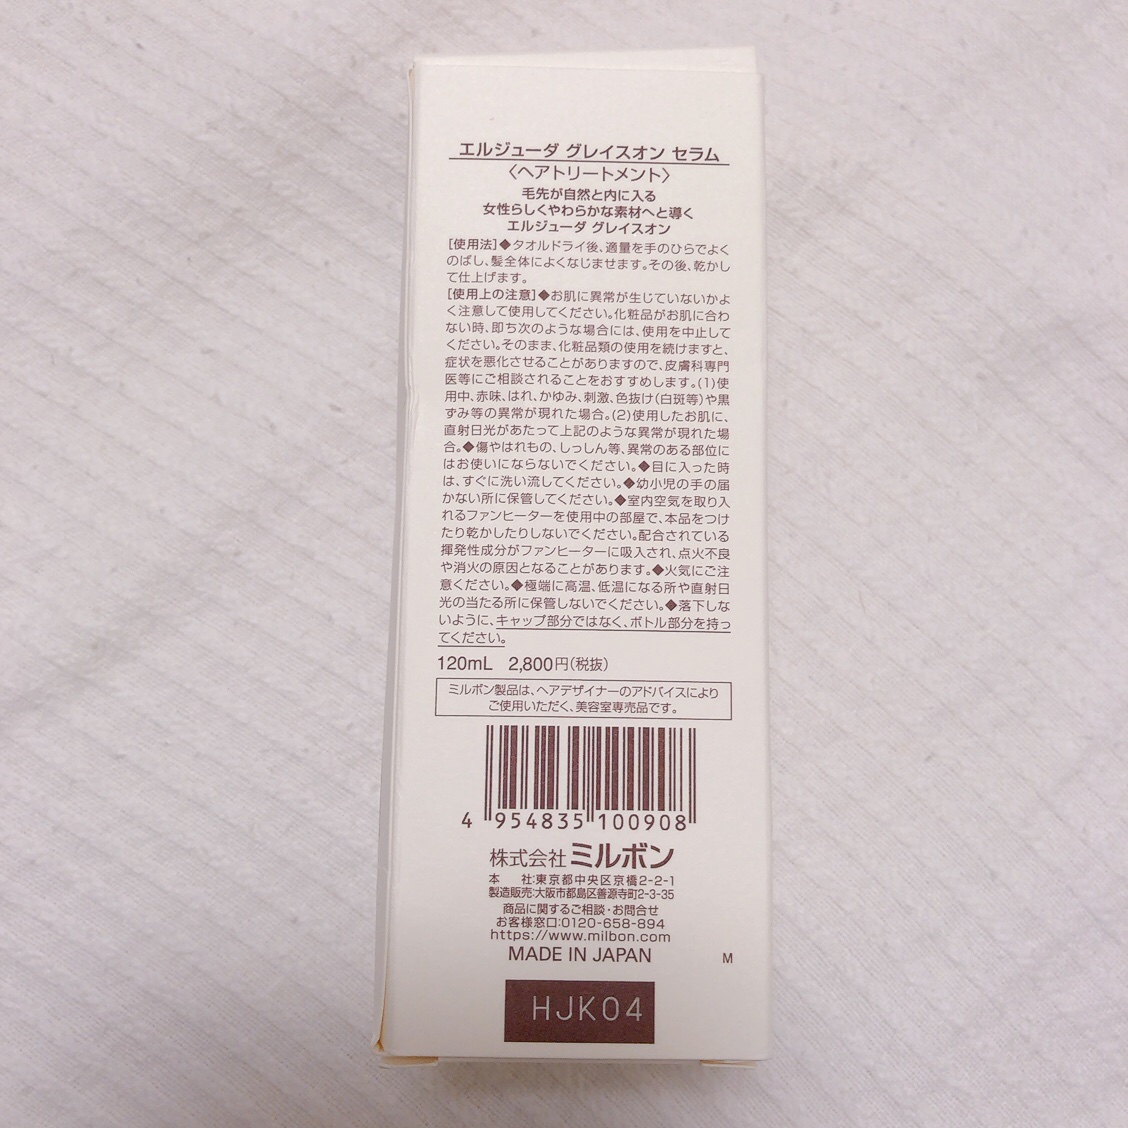 エルジューダ グレイスオン セラム
〈ヘアトリートメント〉
毛先が自然と内に入る
女性らしくやわらかな素材へと導く
エルジューダ グレイスオン
[使用法]◆タオルドライ後、適量を手のひらでよく
のばし、髪全体によくなじませます。その後、乾かし
て仕上げます。
[使用上の注意]◆お肌に異常が生じていないかよ
く注意して使用してください。化粧品がお肌に合わ
ない時、即ち次のような場合には、使用を中止して
ください。そのまま、化粧品類の使用を続けますと、
症状を悪化させることがありますので、皮膚科専門
医等にご相談されることをおすすめします。(1)使
用中、赤味、はれ、かゆみ、刺激、色抜け(白斑等)や黒
ずみ等の異常が現れた場合。(2)使用したお肌に、
直射日光があたって上記のような異常が現れた場
合。◆傷やはれもの、しっしん等、異常のある部位に
はお使いにならないでください。◆目に入った時
は、すぐに洗い流してください。◆幼小児の手の届
かない所に保管してください。◆室内空気を取り入
れるファンヒーターを使用中の部屋で、本品をつけ
たり乾かしたりしないでください。配合されている
揮発性成分がファンヒーターに吸入され、点火不良
や消火の原因となることがあります。◆火気にご注
意ください。◆極端に高温、低温になる所や直射日
光の当たる所に保管しないでください。◆落下しな
いように、キャップ部分ではなく、ボトル部分を持っ
てください。
120mL 2,800円(税抜)
ミルボン製品は、ヘアデザイナーのアドバイスにより
ご使用いただく、美容室専売品です。
4 954835 100908
株式会社 ミルボン
本 社:東京都中央区京橋2-2-1
製造販売:大阪市都島区善源寺町2-3-35
商品に関するご相談・お問合せ
お客様窓口:0120-658-894
https://www.milbon.com
MADE IN JAPAN
M
HJK04